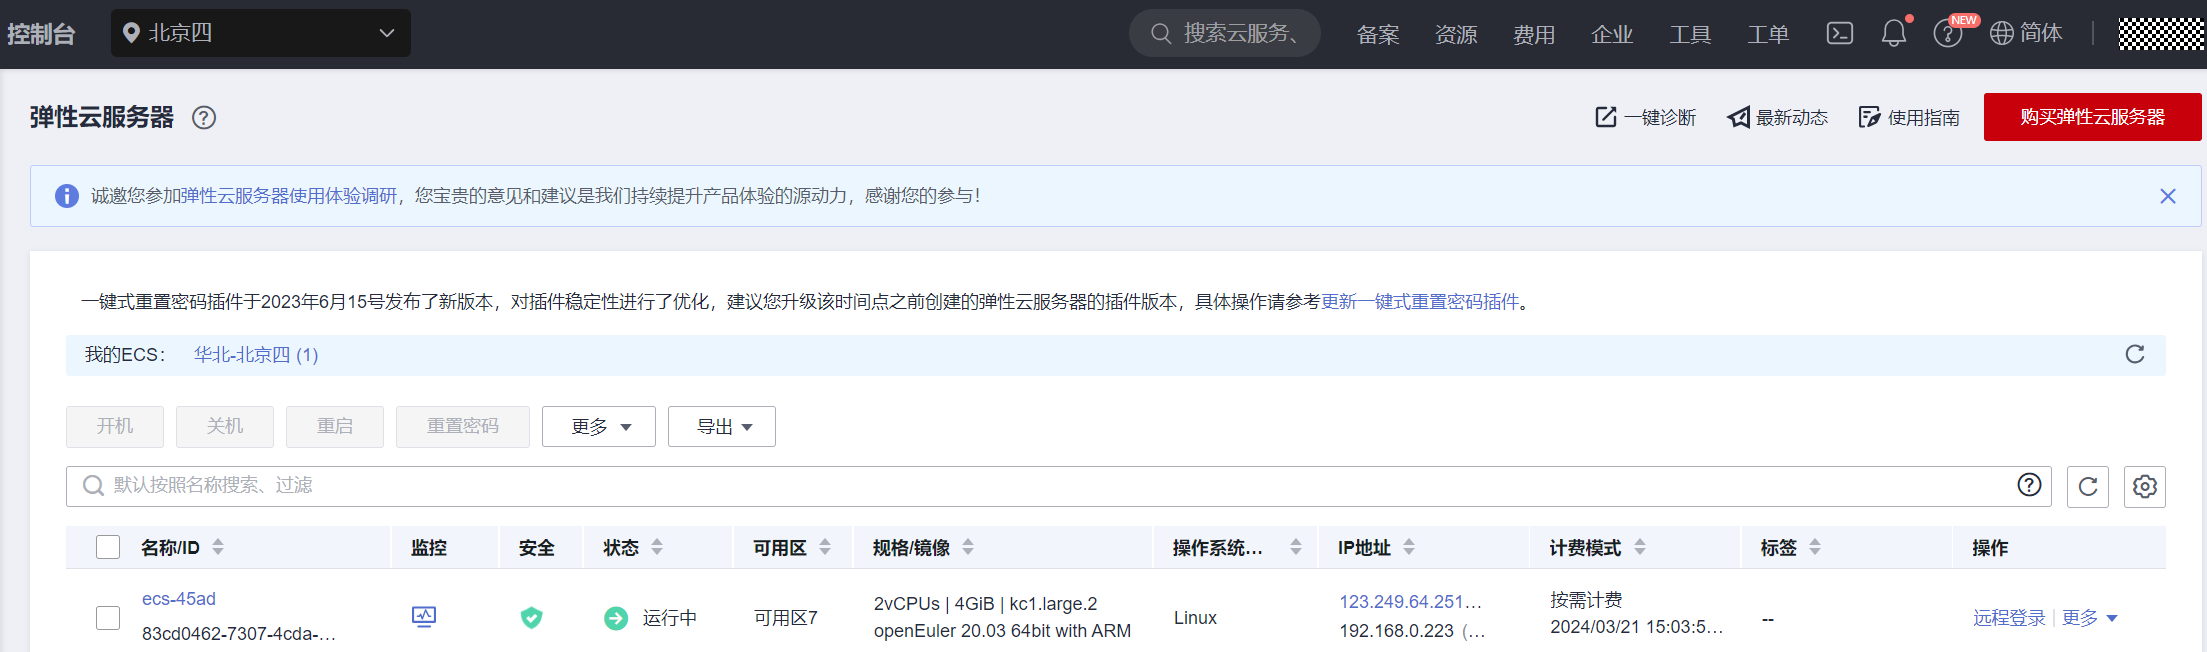 控制台 北京四 搜索云服务、 备案 资源 费用 企业 工具 工单 NEW 简体
弹性云服务器 一键诊断 最新动态 使用指南 购买弹性云服务器
诚邀您参加弹性云服务器使用体验调研，您宝贵的意见和建议是我们持续提升产品体验的源动力，感谢您的参与！
一键式重置密码插件于2023年6月15号发布了新版本，对插件稳定性进行了优化，建议您升级该时间点之前创建的弹性云服务器的插件版本，具体操作请参考更新一键式重置密码插件。
我的ECS： 华北-北京四 (1)
开机 关机 重启 重置密码 更多 导出
默认按照名称搜索、过滤
名称/ID 监控 安全 状态 可用区 规格/镜像 操作系统... IP地址 计费模式 标签 操作
ecs-45ad
83cd0462-7307-4cda-...
运行中
可用区7
2vCPUs | 4GiB | kc1.large.2
openEuler 20.03 64bit with ARM
Linux
123.249.64.251...
192.168.0.223 (...
按需计费
2024/03/21 15:03:5...
--
远程登录 更多